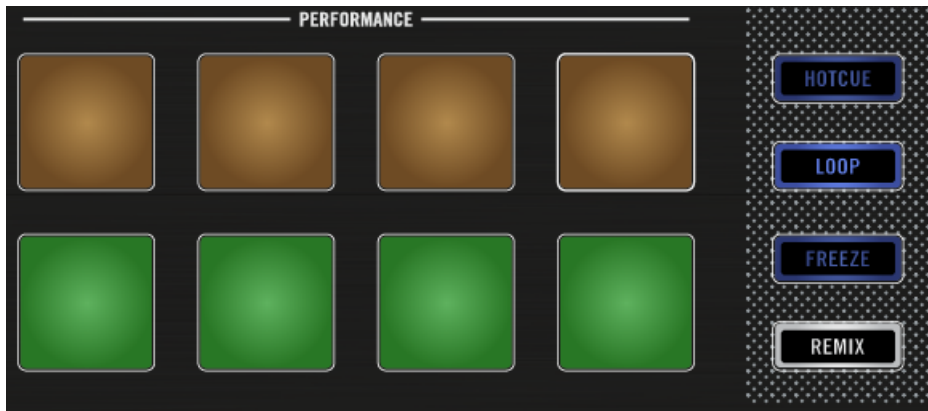 PERFORMANCE
HOTCUE
LOOP
FREEZE
REMIX